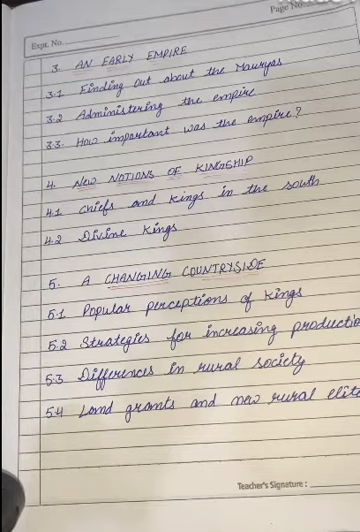 Page No.
Expt. No.
3. AN EARLY EMPIRE
3.1 Finding out about the Mauryas
3.2 Administering the empire
3.3. How important was the empire?
4. NEW NOTIONS OF KINGSHIP
4.1 Chiefs and kings in the south
4.2 Divine Kings
5. A CHANGING COUNTRYSIDE
5.1 Popular perceptions of kings
5.2 Strategies for increasing productio
5.3 Differences in rural society
5.4 Land grants and new rural elite
Teacher's Signature :